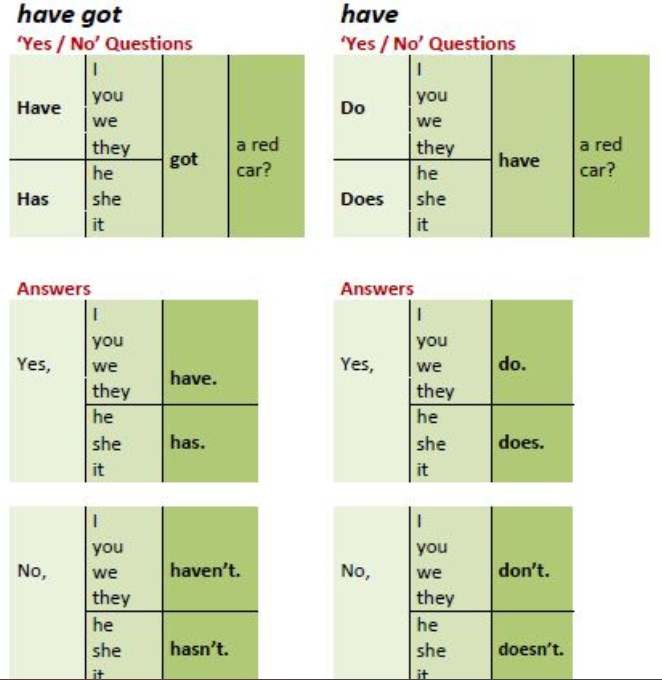 have got
'Yes / No' Questions
Have
I
you
we
they
Has
he
she
it
got
a red
car?
have
'Yes / No' Questions
Do
I
you
we
they
Does
he
she
it
have
a red
car?
Answers
Yes,
I
you
we
they
have.
he
she
it
has.
Answers
Yes,
I
you
we
they
do.
he
she
it
does.
No,
I
you
we
they
haven't.
he
she
it
hasn't.
No,
I
you
we
they
don't.
he
she
it
doesn't.